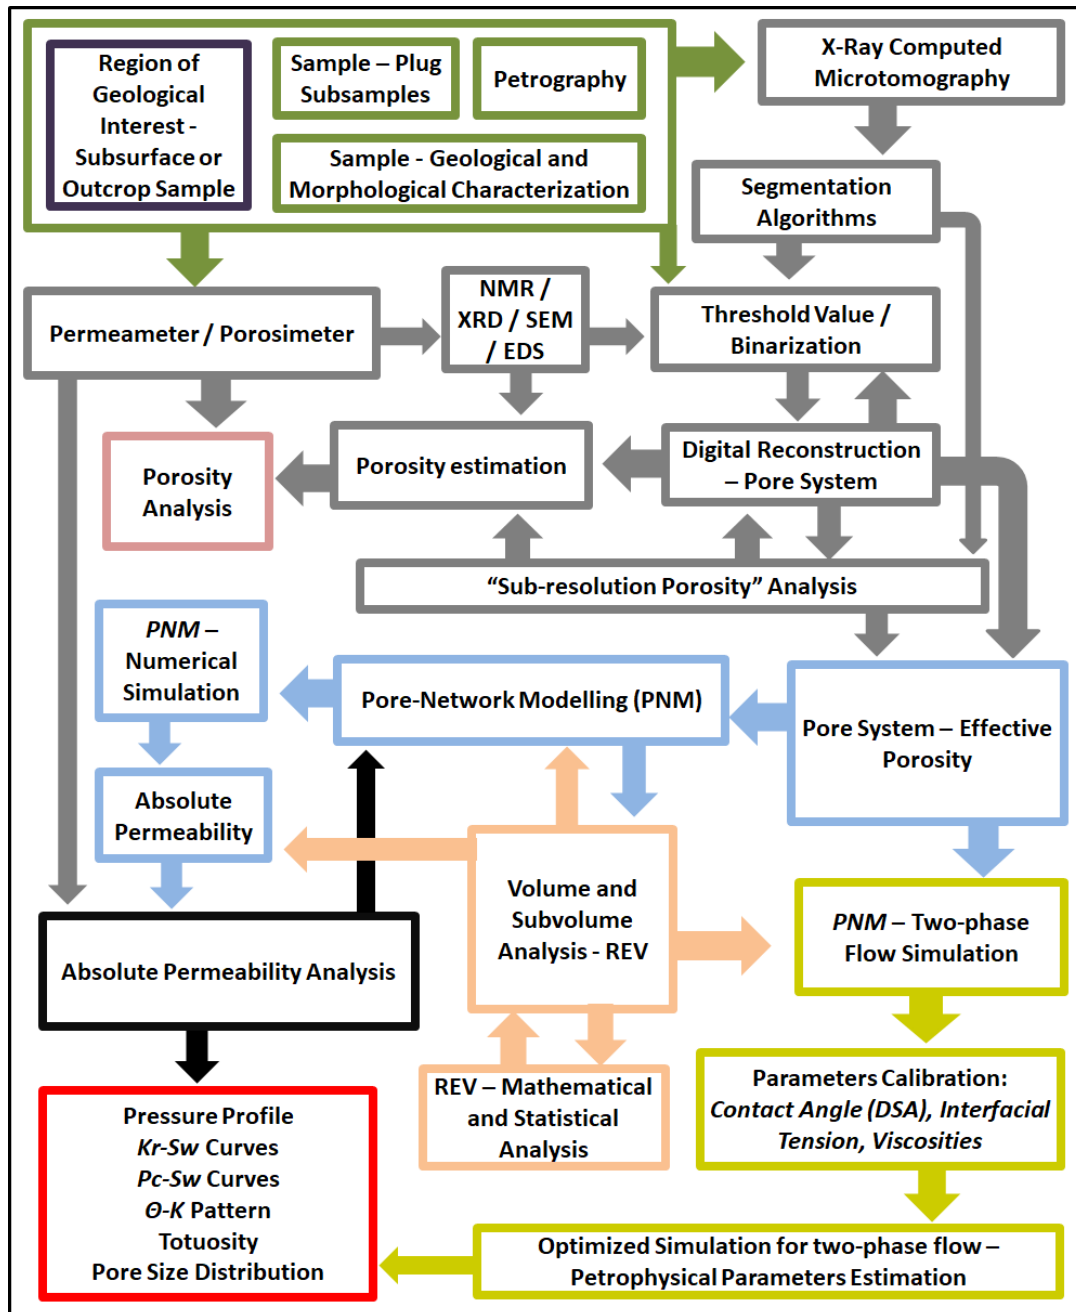 Region of
Geological
Interest -
Subsurface or
Outcrop Sample
Sample – Plug
Subsamples
Petrography
Sample - Geological and
Morphological Characterization
X-Ray Computed
Microtomography
Segmentation
Algorithms
Permeameter / Porosimeter
NMR /
XRD / SEM
/ EDS
Threshold Value /
Binarization
Porosity
Analysis
Porosity estimation
Digital Reconstruction
– Pore System
“Sub-resolution Porosity” Analysis
PNM –
Numerical
Simulation
Pore-Network Modelling (PNM)
Pore System – Effective
Porosity
Absolute
Permeability
Volume and
Subvolume
Analysis - REV
PNM – Two-phase
Flow Simulation
Absolute Permeability Analysis
REV – Mathematical
and Statistical
Analysis
Parameters Calibration:
Contact Angle (DSA), Interfacial
Tension, Viscosities
Pressure Profile
Kr-Sw Curves
Pc-Sw Curves
Θ-K Pattern
Totuosity
Pore Size Distribution
Optimized Simulation for two-phase flow –
Petrophysical Parameters Estimation